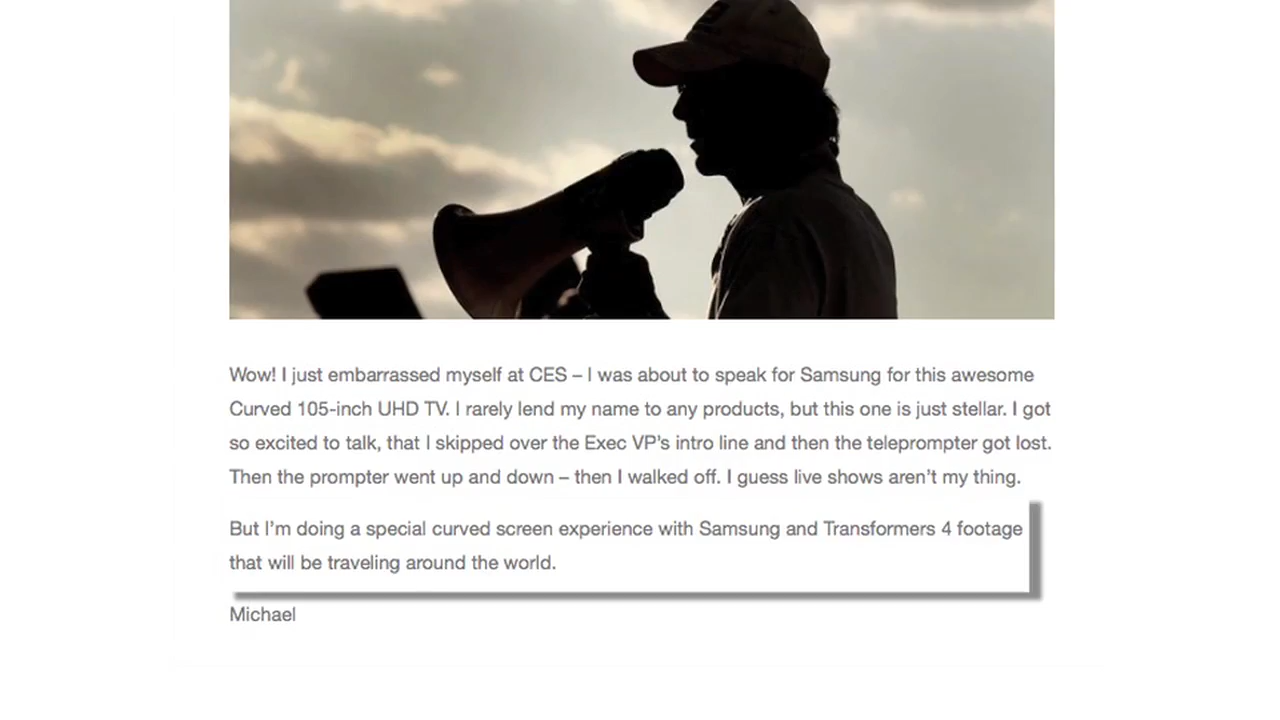 Wow! I just embarrassed myself at CES – I was about to speak for Samsung for this awesome
Curved 105-inch UHD TV. I rarely lend my name to any products, but this one is just stellar. I got
so excited to talk, that I skipped over the Exec VP’s intro line and then the teleprompter got lost.
Then the prompter went up and down – then I walked off. I guess live shows aren’t my thing.
But I’m doing a special curved screen experience with Samsung and Transformers 4 footage
that will be traveling around the world.
Michael